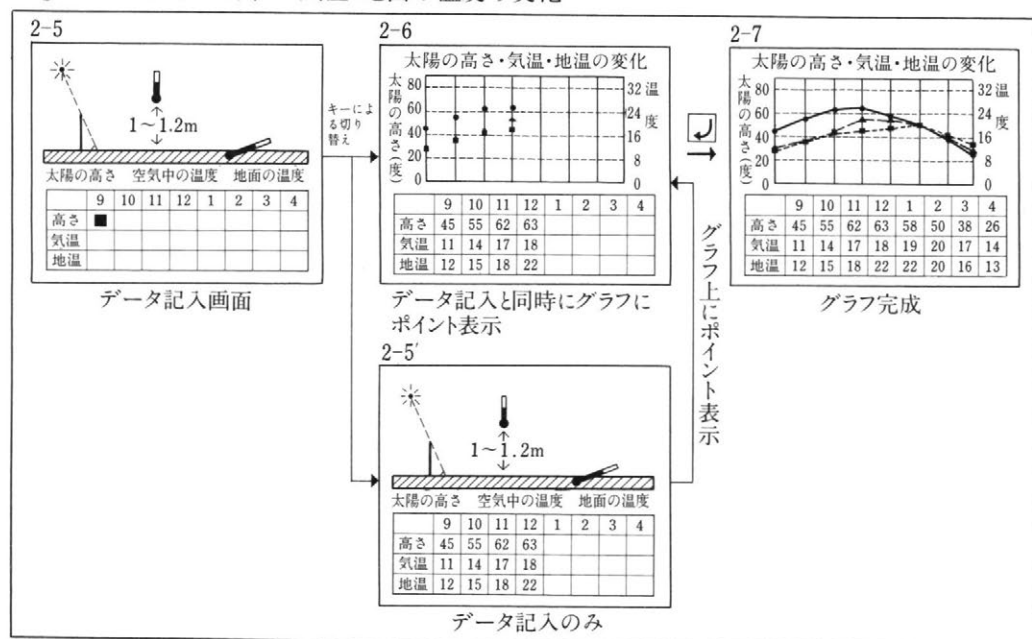 2-5
1～1.2m
太陽の高さ 空気中の温度 地面の温度
9 10 11 12 1 2 3 4
高さ ■
気温
地温
データ記入画面
キーによ
る切り
替え
2-6
太陽の高さ・気温・地温の変化
太陽の高さ(度)
80
60
40
20
0
32
24
16
8
0
温度
9 10 11 12 1 2 3 4
高さ 45 55 62 63
気温 11 14 17 18
地温 12 15 18 22
データ記入と同時にグラフに
ポイント表示
2-5′
1～1.2m
太陽の高さ 空気中の温度 地面の温度
9 10 11 12 1 2 3 4
高さ 45 55 62 63
気温 11 14 17 18
地温 12 15 18 22
データ記入のみ
グラフ上にポイント表示
2-7
太陽の高さ・気温・地温の変化
太陽の高さ(度)
80
60
40
20
0
32
24
16
8
0
温度
9 10 11 12 1 2 3 4
高さ 45 55 62 63 58 50 38 26
気温 11 14 17 18 19 20 17 14
地温 12 15 18 22 22 20 16 13
グラフ完成